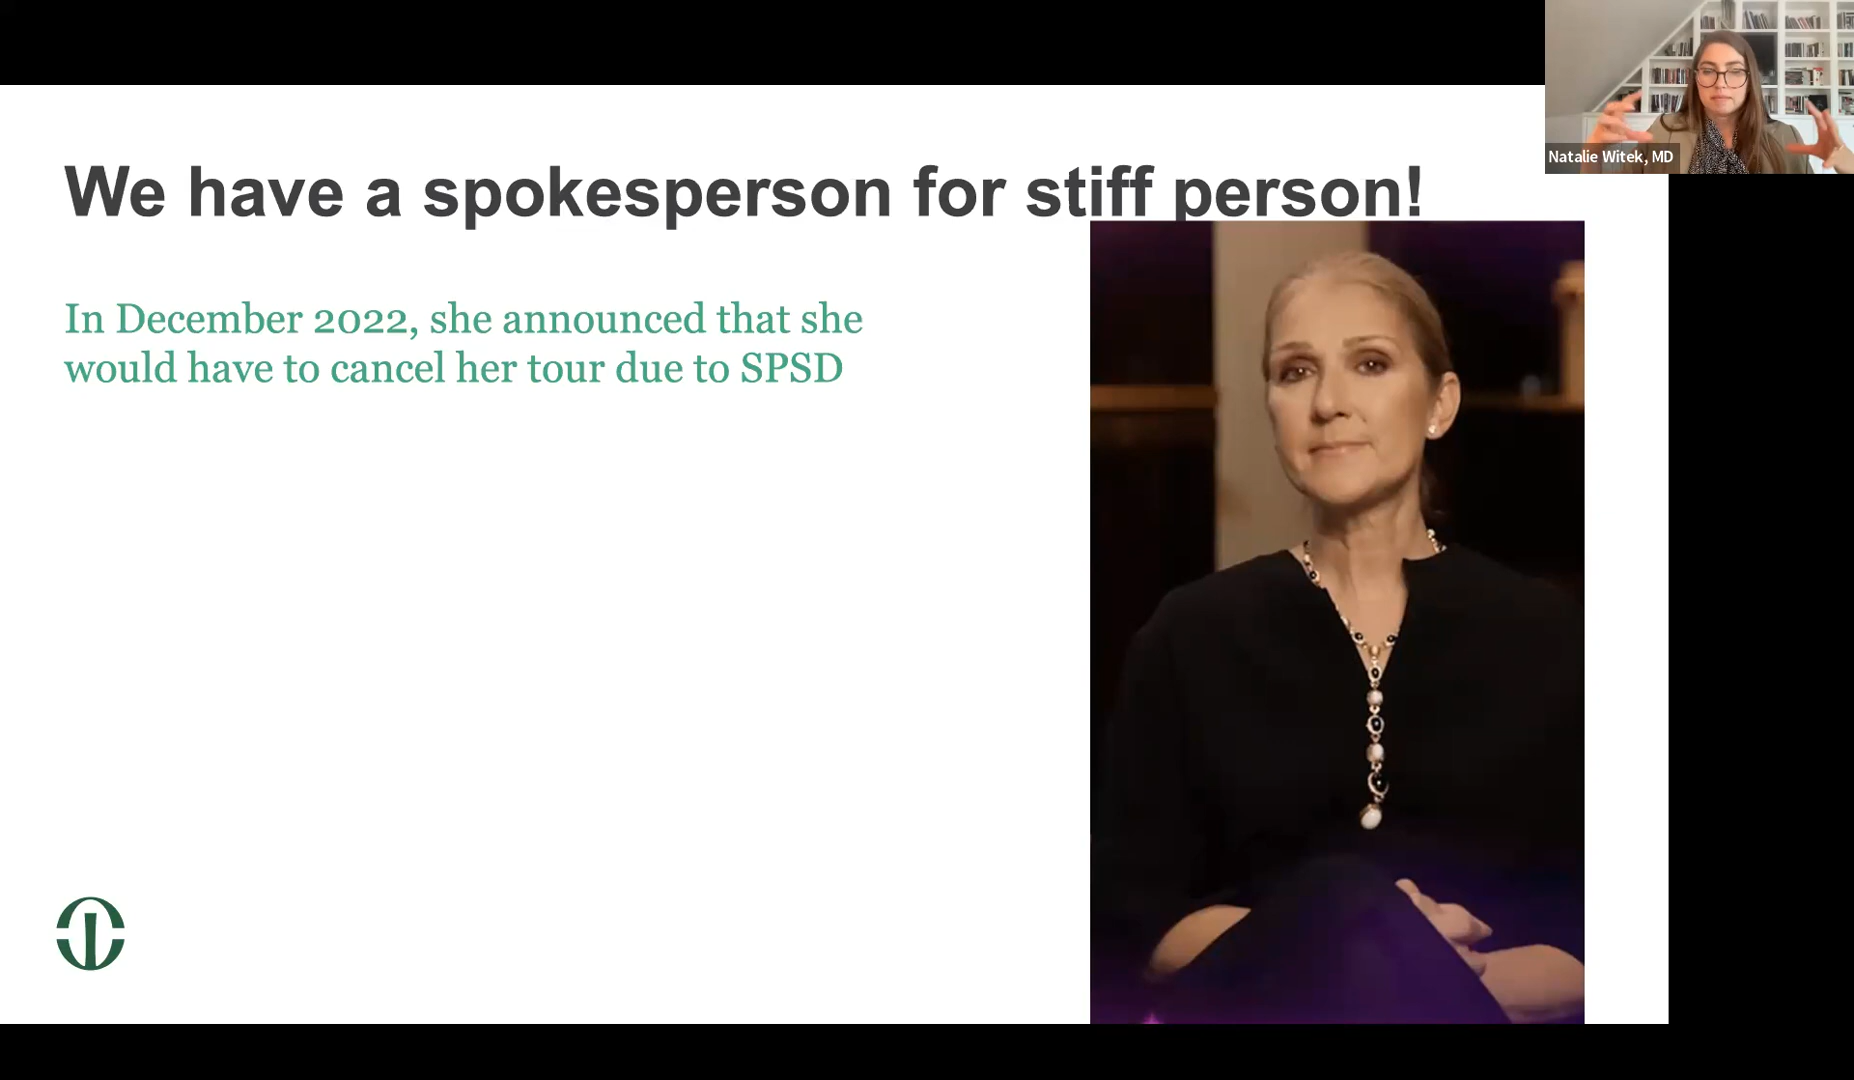 Natalie Witek, MD
We have a spokesperson for stiff person!
In December 2022, she announced that she
would have to cancel her tour due to SPSD